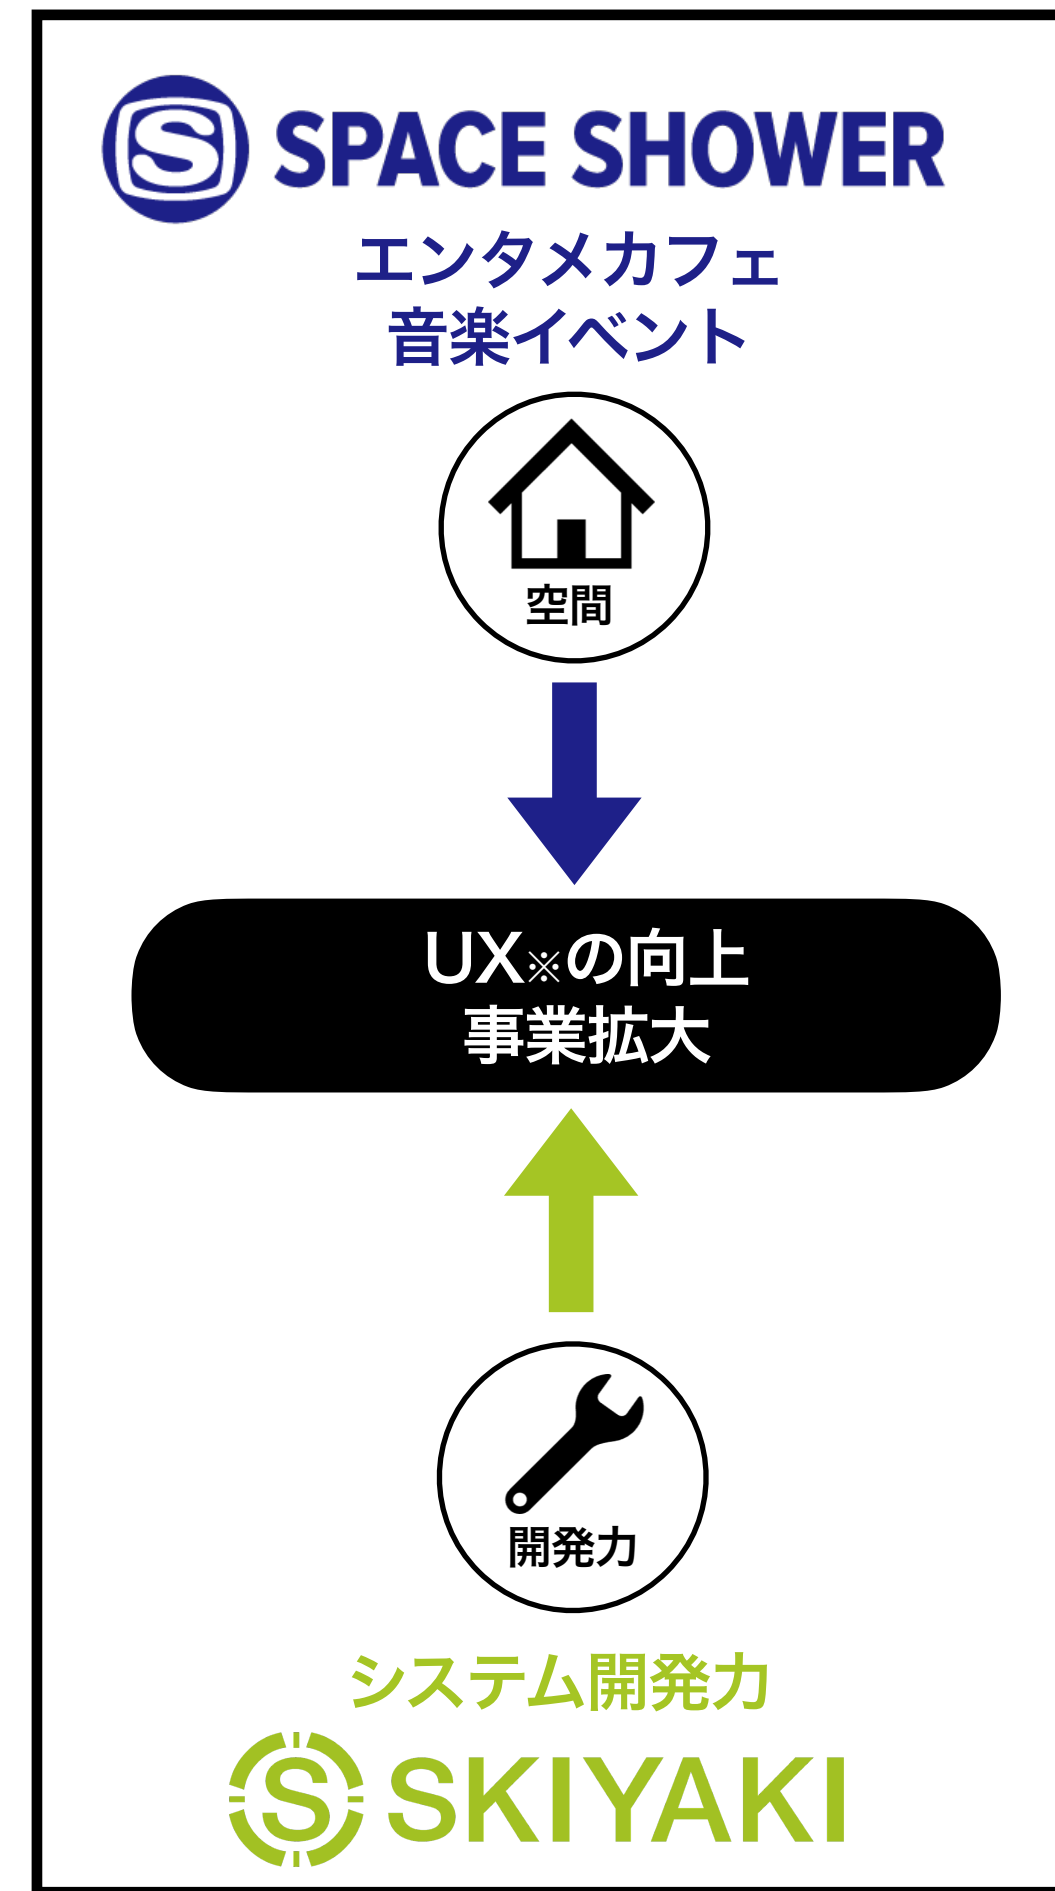 SPACE SHOWER
エンタメカフェ
音楽イベント
空間
UX※の向上
事業拡大
開発力
システム開発力
SKIYAKI